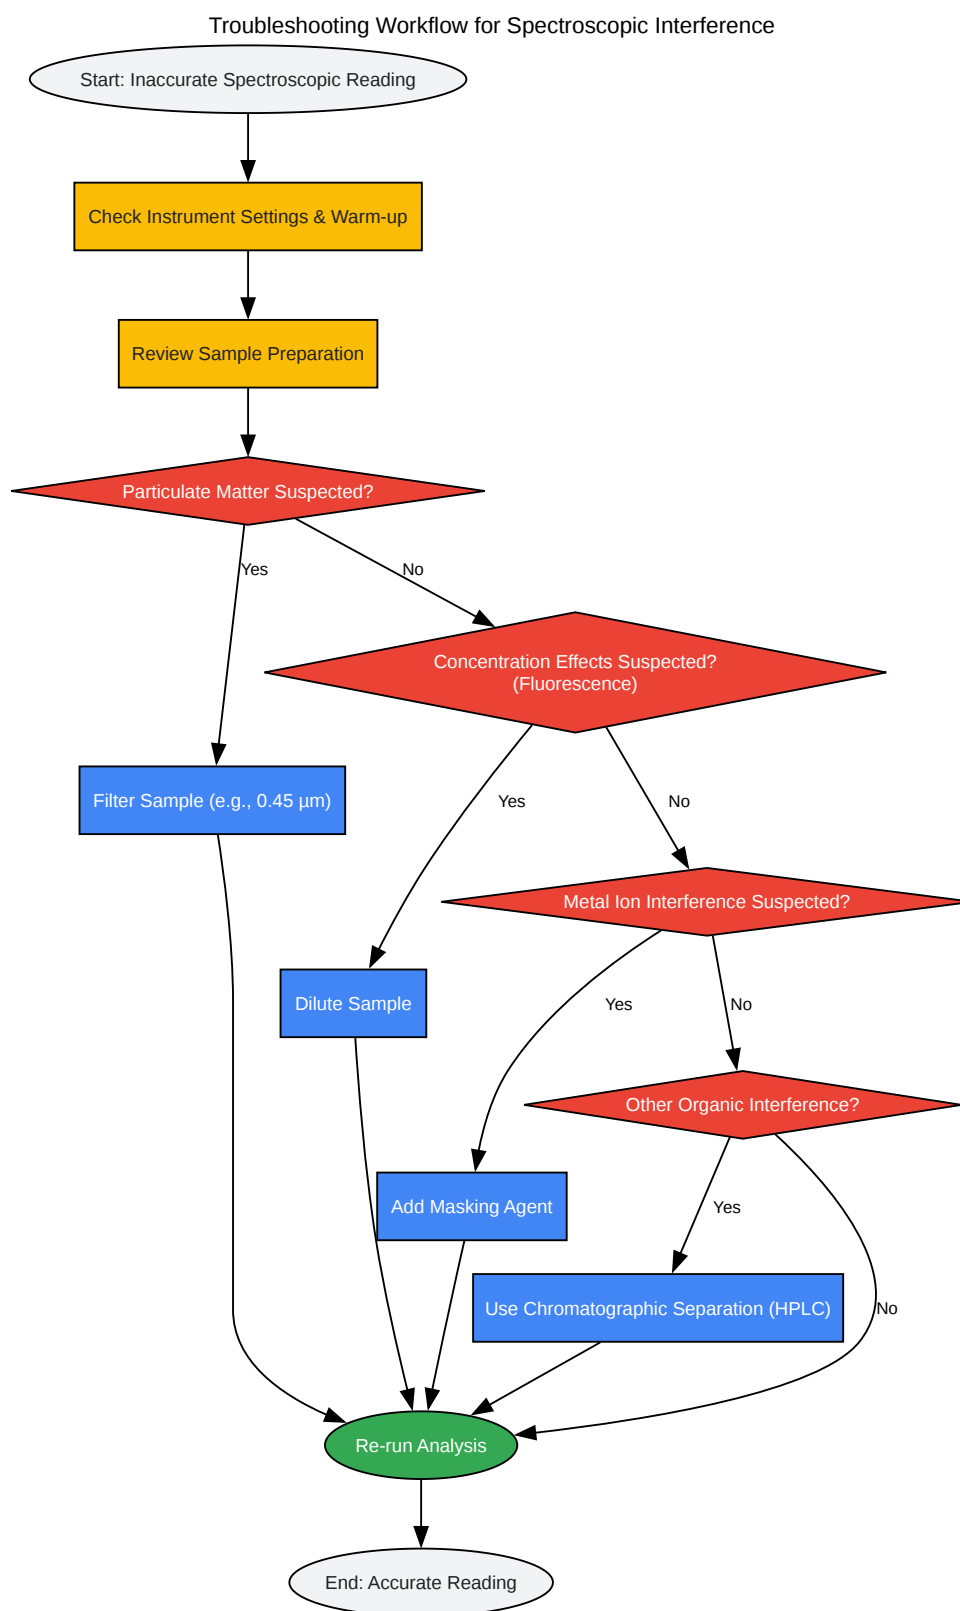 Troubleshooting Workflow for Spectroscopic Interference
Start: Inaccurate Spectroscopic Reading
Check Instrument Settings & Warm-up
Review Sample Preparation
Particulate Matter Suspected?
Yes
No
Concentration Effects Suspected?
(Fluorescence)
Filter Sample (e.g., 0.45 µm)
Yes
No
Metal Ion Interference Suspected?
Dilute Sample
Yes
No
Other Organic Interference?
Add Masking Agent
Yes
Use Chromatographic Separation (HPLC)
No
Re-run Analysis
End: Accurate Reading